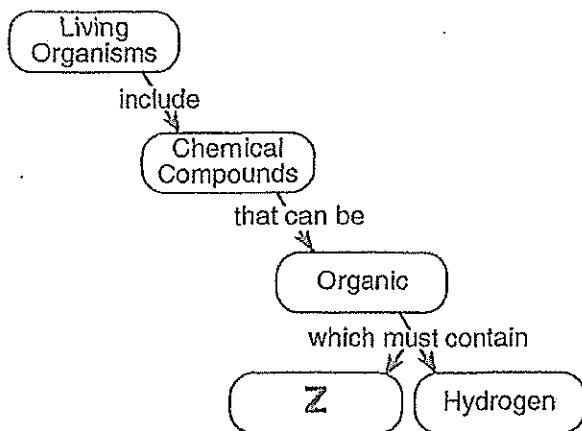 Living
Organisms
include
Chemical
Compounds
that can be
Organic
which must contain
Z
Hydrogen